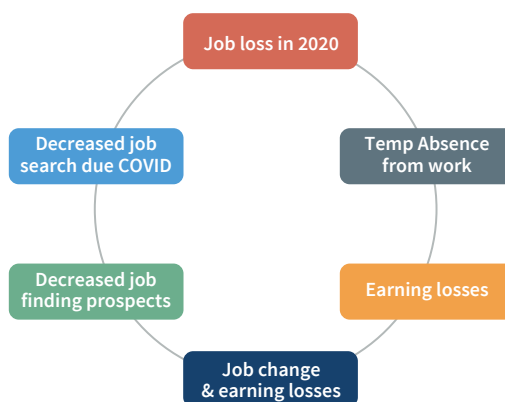 Job loss in 2020
Decreased job
search due COVID
Temp Absence
from work
Decreased job
finding prospects
Earning losses
Job change
& earning losses